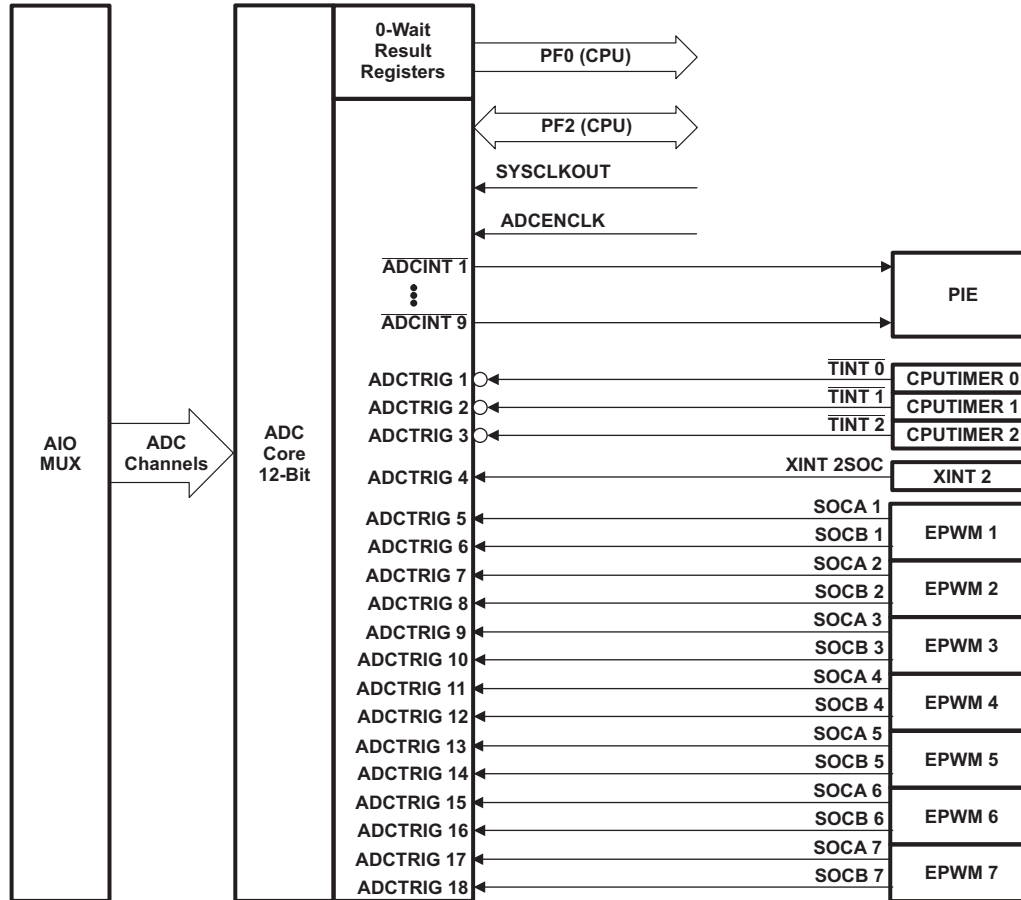 0-Wait
Result
Registers
PF0 (CPU)
PF2 (CPU)
SYSCLKOUT
ADCENCLK
ADCINT 1
PIE
ADCINT 9
TINT 0
ADCTRIG 1
CPUTIMER 0
TINT 1
ADCTRIG 2
CPUTIMER 1
TINT 2
ADCTRIG 3
CPUTIMER 2
AIO
MUX
ADC
Channels
ADC
Core
12-Bit
XINT 2SOC
ADCTRIG 4
XINT 2
SOCA 1
ADCTRIG 5
EPWM 1
SOCB 1
ADCTRIG 6
SOCA 2
ADCTRIG 7
EPWM 2
SOCB 2
ADCTRIG 8
SOCA 3
ADCTRIG 9
EPWM 3
SOCB 3
ADCTRIG 10
SOCA 4
ADCTRIG 11
EPWM 4
SOCB 4
ADCTRIG 12
SOCA 5
ADCTRIG 13
EPWM 5
SOCB 5
ADCTRIG 14
SOCA 6
ADCTRIG 15
EPWM 6
SOCB 6
ADCTRIG 16
SOCA 7
ADCTRIG 17
EPWM 7
SOCB 7
ADCTRIG 18